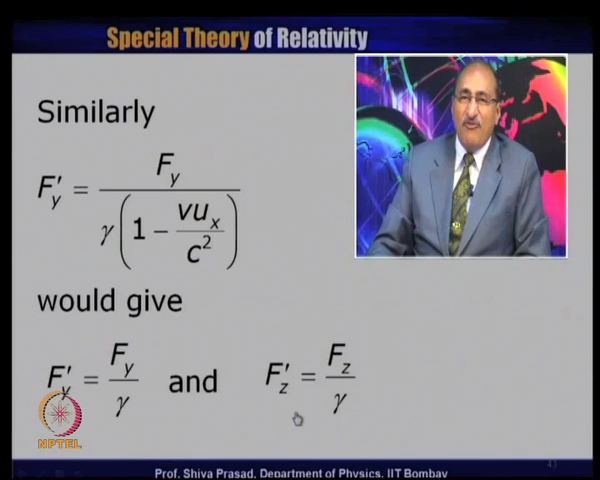 Special Theory of Relativity
Similarly
F′y = Fy / γ(1 − vux/c²)
would give
F′y = Fy/γ and F′z = Fz/γ
NPTEL
41
Prof. Shiva Prasad, Department of Physics, IIT Bombay